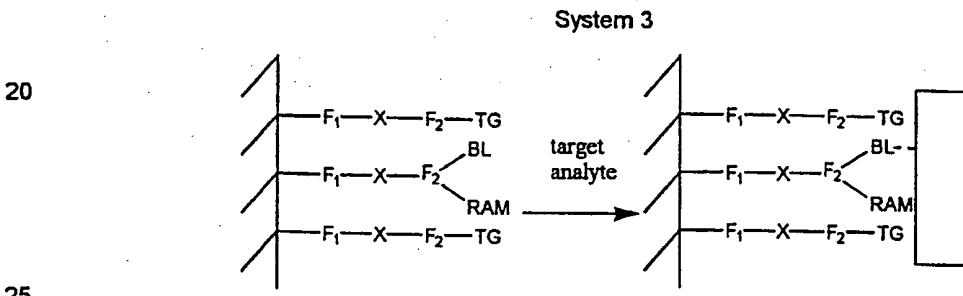 System 3
20
F₁—X—F₂—TG F₁—X—F₂—TG
BL target BL--
F₁—X—F₂ analyte F₁—X—F₂
RAM RAM
F₁—X—F₂—TG F₁—X—F₂—TG
25